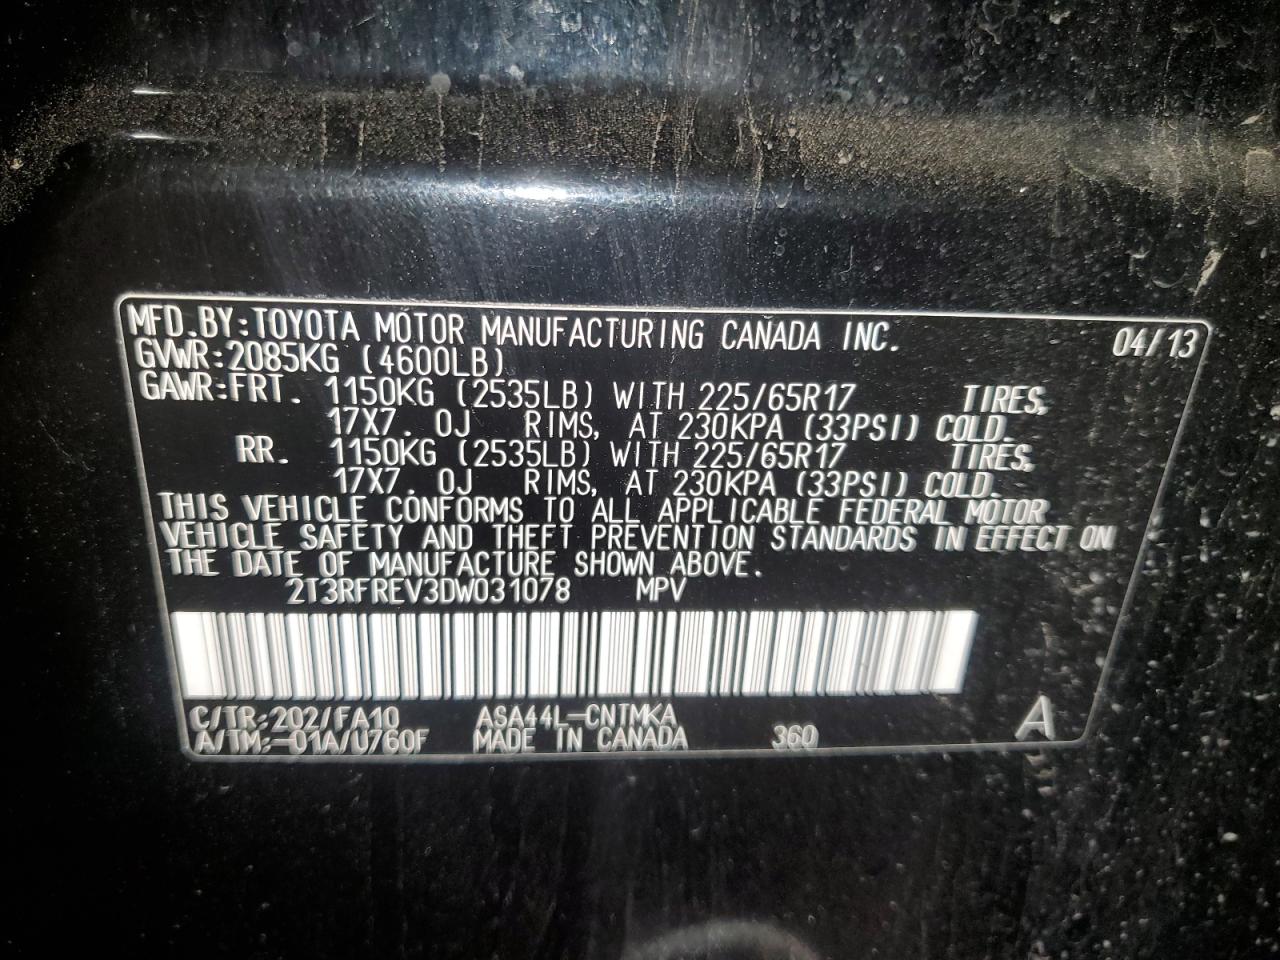 MFD.BY:TOYOTA MOTOR MANUFACTURING CANADA INC. 04/13
GVWR:2085KG (4600LB)
GAWR:FRT. 1150KG (2535LB) WITH 225/65R17 TIRES,
17X7.0J RIMS, AT 230KPA (33PSI) COLD.
RR. 1150KG (2535LB) WITH 225/65R17 TIRES,
17X7.0J RIMS, AT 230KPA (33PSI) COLD.
THIS VEHICLE CONFORMS TO ALL APPLICABLE FEDERAL MOTOR
VEHICLE SAFETY AND THEFT PREVENTION STANDARDS IN EFFECT ON
THE DATE OF MANUFACTURE SHOWN ABOVE.
2T3RFREV3DW031078 MPV
C/TR:202/FA10 ASA44L-CNTMKA
A/TM:-01A/U760F MADE IN CANADA 360 A